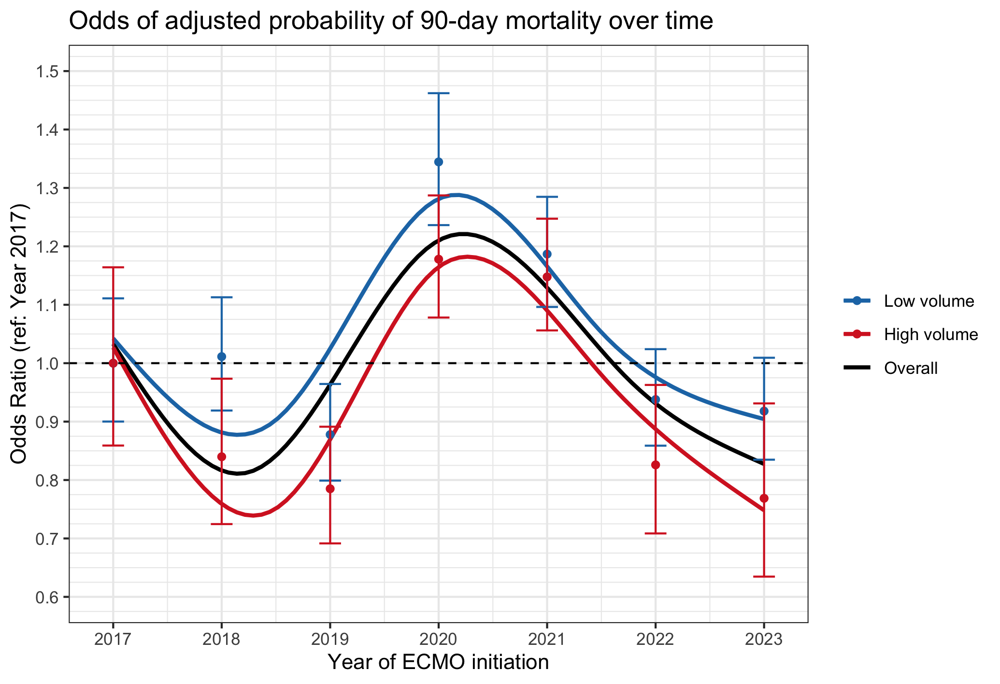 Odds of adjusted probability of 90-day mortality over time
Odds Ratio (ref: Year 2017)
1.5
1.4
1.3
1.2
1.1
1.0
0.9
0.8
0.7
0.6
2017 2018 2019 2020 2021 2022 2023
Year of ECMO initiation
Low volume
High volume
Overall